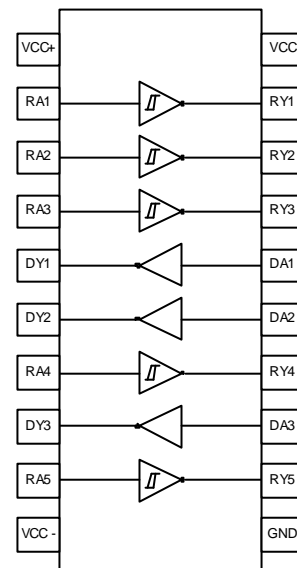 VCC+ VCC
RA1 RY1
RA2 RY2
RA3 RY3
DY1 DA1
DY2 DA2
RA4 RY4
DY3 DA3
RA5 RY5
VCC - GND